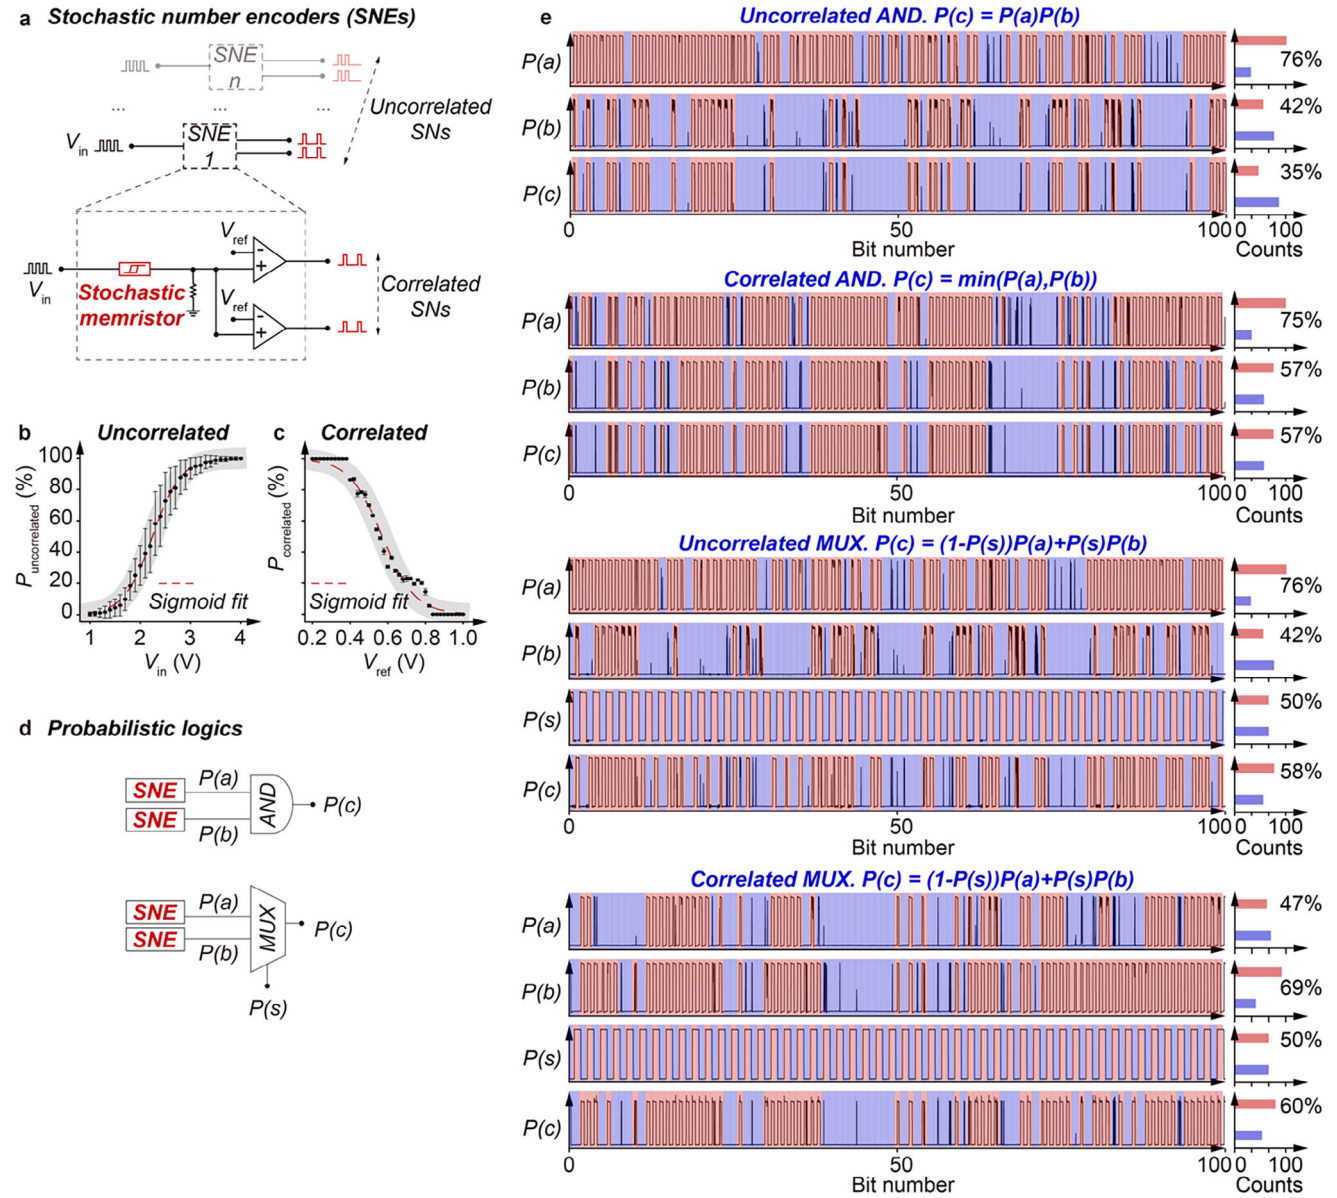 a Stochastic number encoders (SNEs)
SNE
n
... ... ...
Uncorrelated
SNs
V_in
SNE
1
V_ref
-
+
V_in
Stochastic
memristor
V_ref
-
+
Correlated
SNs
b Uncorrelated
P_uncorrelated (%)
100
80
60
40
20
0
Sigmoid fit
1 2 3 4
V_in (V)
c Correlated
P_correlated (%)
Sigmoid fit
0.2 0.4 0.6 0.8 1.0
V_ref (V)
d Probabilistic logics
SNE P(a)
SNE P(b)
AND
P(c)
SNE P(a)
SNE P(b)
MUX
P(c)
P(s)
e Uncorrelated AND. P(c) = P(a)P(b)
P(a) 76%
P(b) 42%
P(c) 35%
0 50 100 0 100
Bit number Counts
Correlated AND. P(c) = min(P(a),P(b))
P(a) 75%
P(b) 57%
P(c) 57%
0 50 100 0 100
Bit number Counts
Uncorrelated MUX. P(c) = (1-P(s))P(a)+P(s)P(b)
P(a) 76%
P(b) 42%
P(s) 50%
P(c) 58%
0 50 100 0 100
Bit number Counts
Correlated MUX. P(c) = (1-P(s))P(a)+P(s)P(b)
P(a) 47%
P(b) 69%
P(s) 50%
P(c) 60%
0 50 100 0 100
Bit number Counts